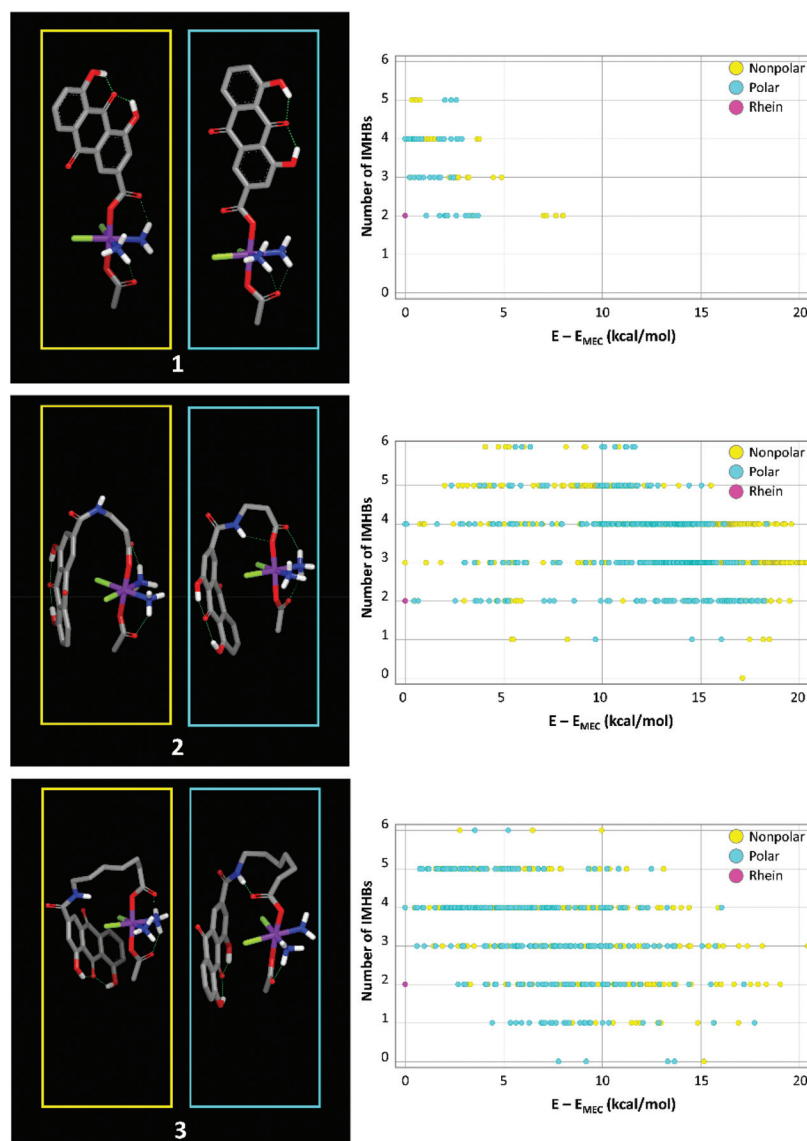 6
5
4
3
2
1
0
Number of IMHBs
Nonpolar
Polar
Rhein
0 5 10 15 20
E – E_MEC (kcal/mol)
1
6
5
4
3
2
1
0
Number of IMHBs
Nonpolar
Polar
Rhein
0 5 10 15 20
E – E_MEC (kcal/mol)
2
6
5
4
3
2
1
0
Number of IMHBs
Nonpolar
Polar
Rhein
0 5 10 15 20
E – E_MEC (kcal/mol)
3